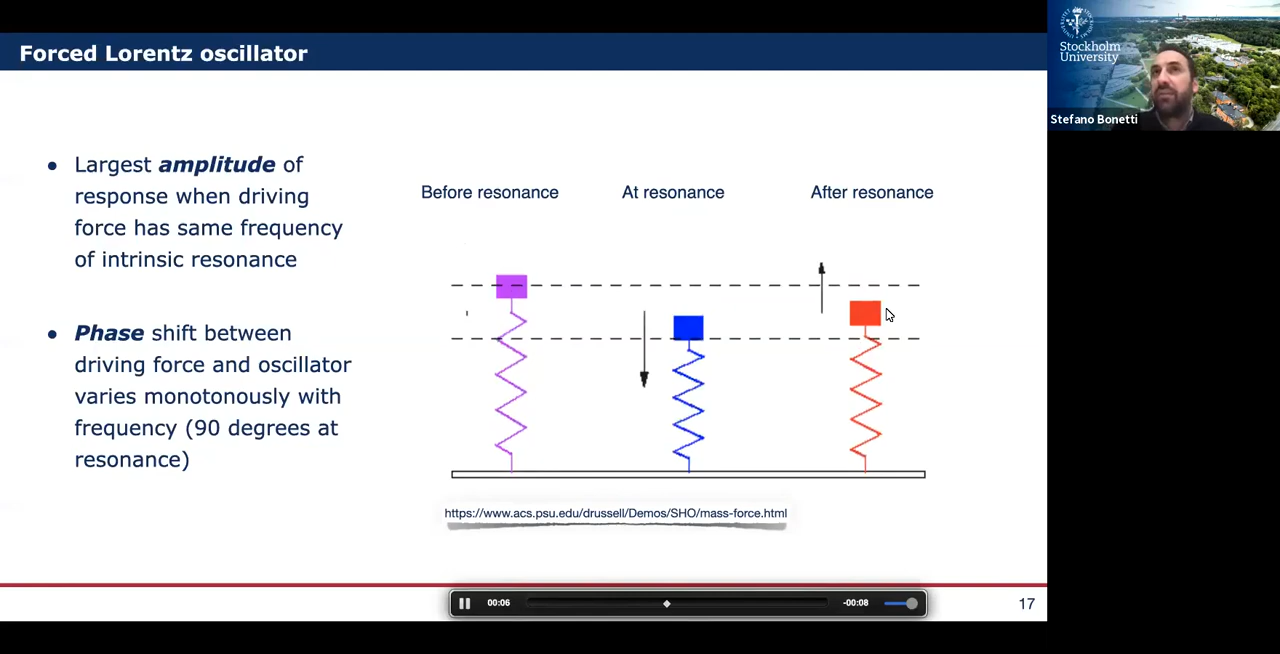 Forced Lorentz oscillator
Stockholm
University
Stefano Bonetti
● Largest amplitude of
response when driving
force has same frequency
of intrinsic resonance
● Phase shift between
driving force and oscillator
varies monotonously with
frequency (90 degrees at
resonance)
Before resonance
At resonance
After resonance
https://www.acs.psu.edu/drussell/Demos/SHO/mass-force.html
00:06
-00:08
17